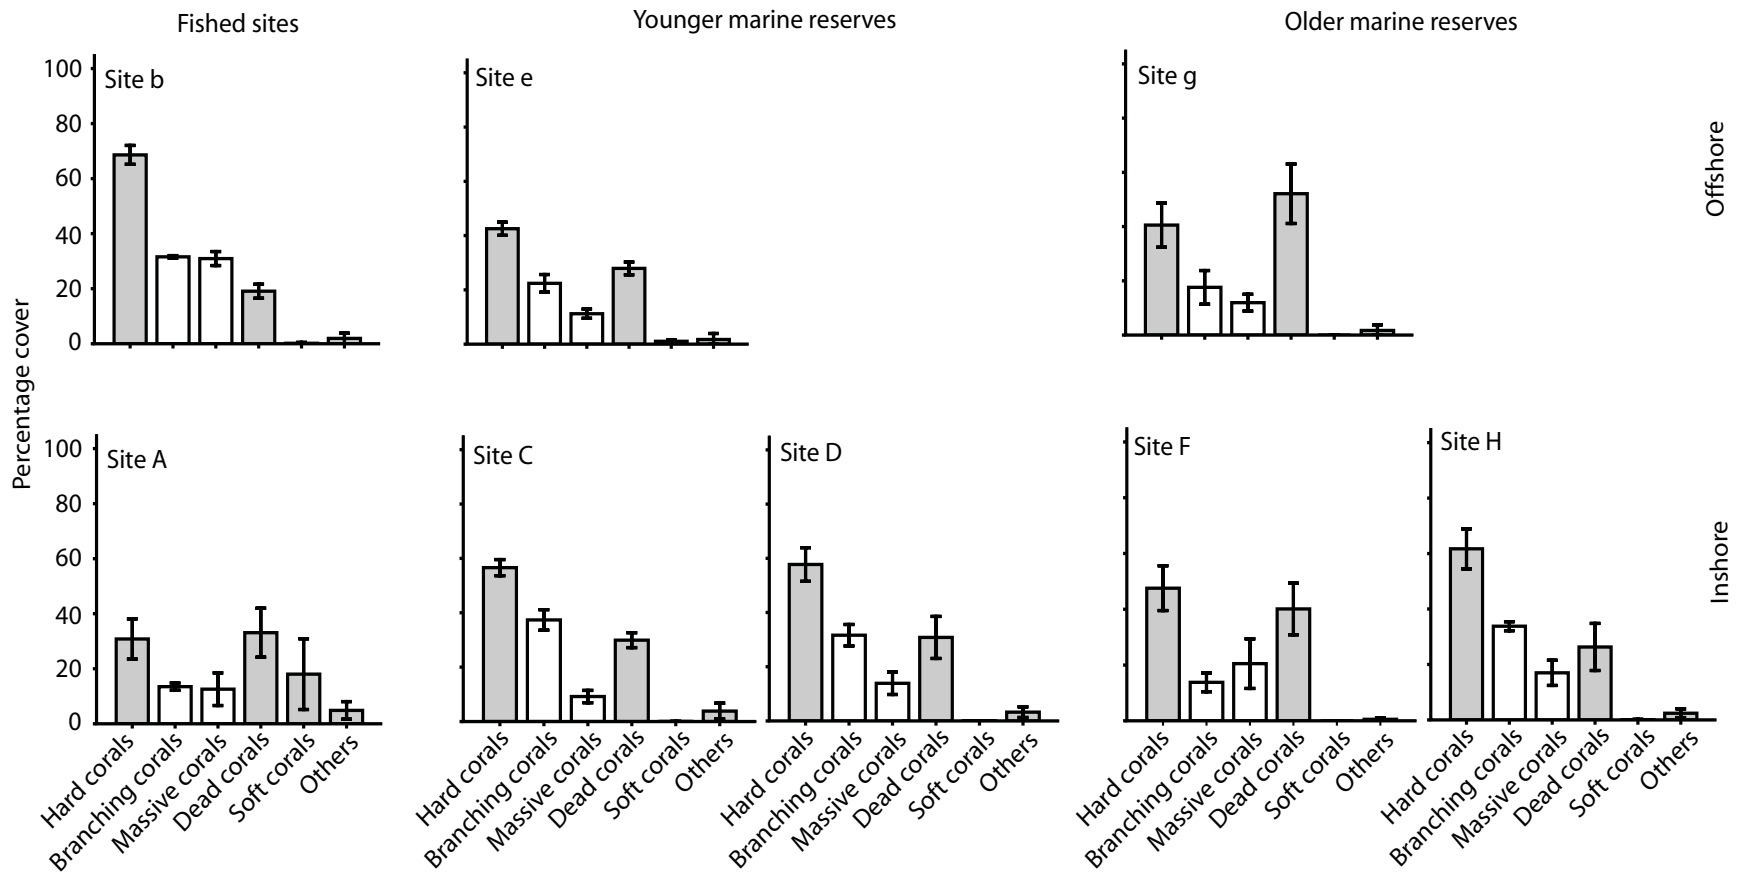 Fished sites
Younger marine reserves
Older marine reserves
Percentage cover
100
80
60
40
20
0
Site b
Site e
Site g
Offshore
100
80
60
40
20
0
Site A
Site C
Site D
Site F
Site H
Inshore
Hard corals
Branching corals
Massive corals
Dead corals
Soft corals
Others
Hard corals
Branching corals
Massive corals
Dead corals
Soft corals
Others
Hard corals
Branching corals
Massive corals
Dead corals
Soft corals
Others
Hard corals
Branching corals
Massive corals
Dead corals
Soft corals
Others
Hard corals
Branching corals
Massive corals
Dead corals
Soft corals
Others